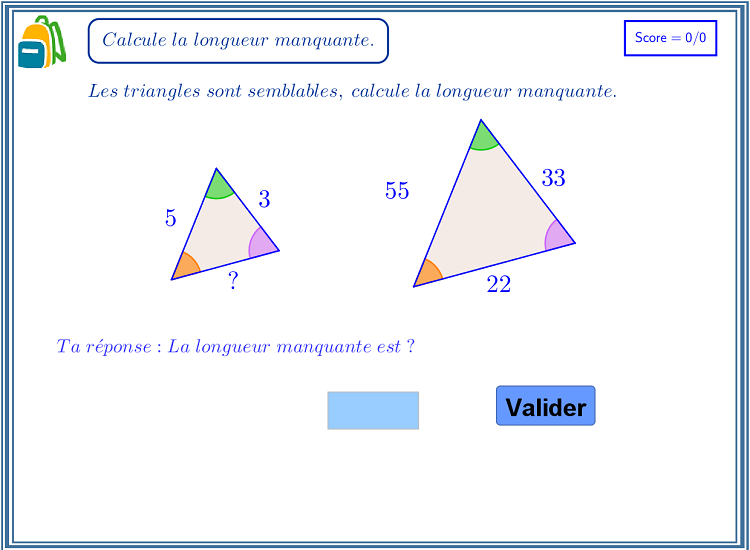 Calcule la longueur manquante.
Score = 0/0
Les triangles sont semblables, calcule la longueur manquante.
5
3
?
55
33
22
Ta réponse : La longueur manquante est ?
Valider